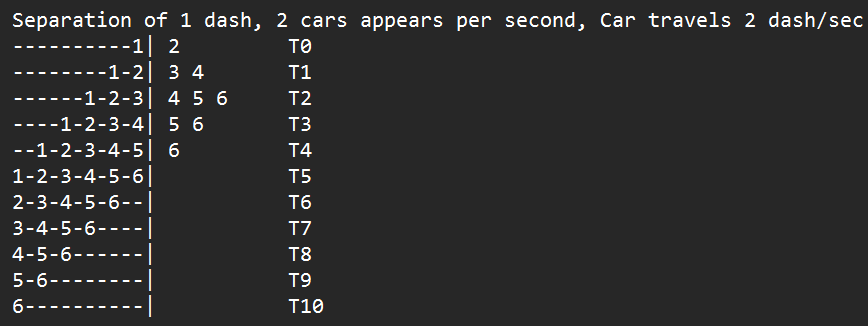 Separation of 1 dash, 2 cars appears per second, Car travels 2 dash/sec
----------1| 2         T0
--------1-2| 3 4       T1
------1-2-3| 4 5 6     T2
----1-2-3-4| 5 6       T3
--1-2-3-4-5| 6         T4
1-2-3-4-5-6|           T5
2-3-4-5-6--|           T6
3-4-5-6----|           T7
4-5-6------|           T8
5-6--------|           T9
6----------|           T10